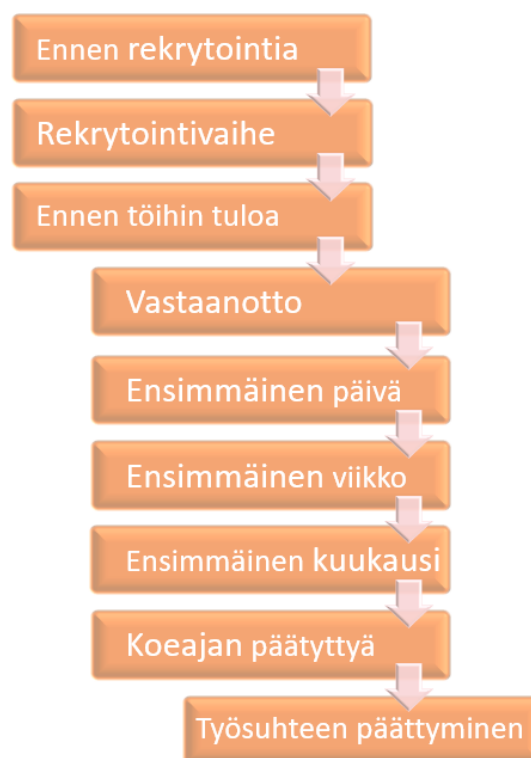 Ennen rekrytointia
Rekrytointivaihe
Ennen töihin tuloa
Vastaanotto
Ensimmäinen päivä
Ensimmäinen viikko
Ensimmäinen kuukausi
Koeajan päätyttyä
Työsuhteen päättyminen